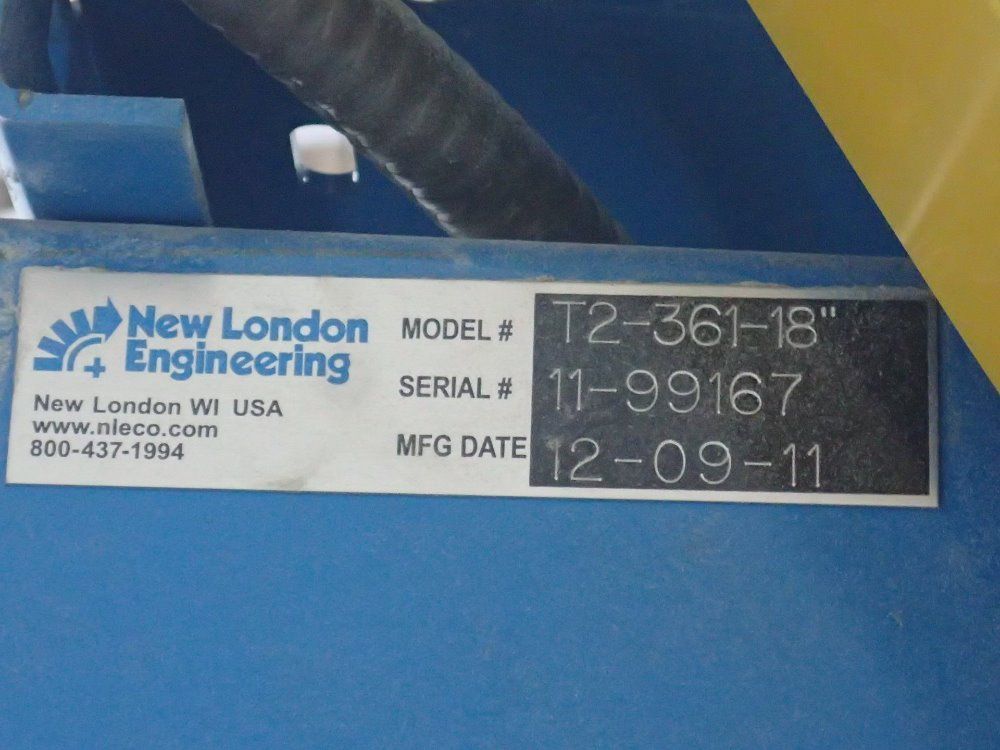 New London
Engineering
New London WI USA
www.nleco.com
800-437-1994
MODEL # T2-361-18"
SERIAL # 11-99167
MFG DATE 12-09-11